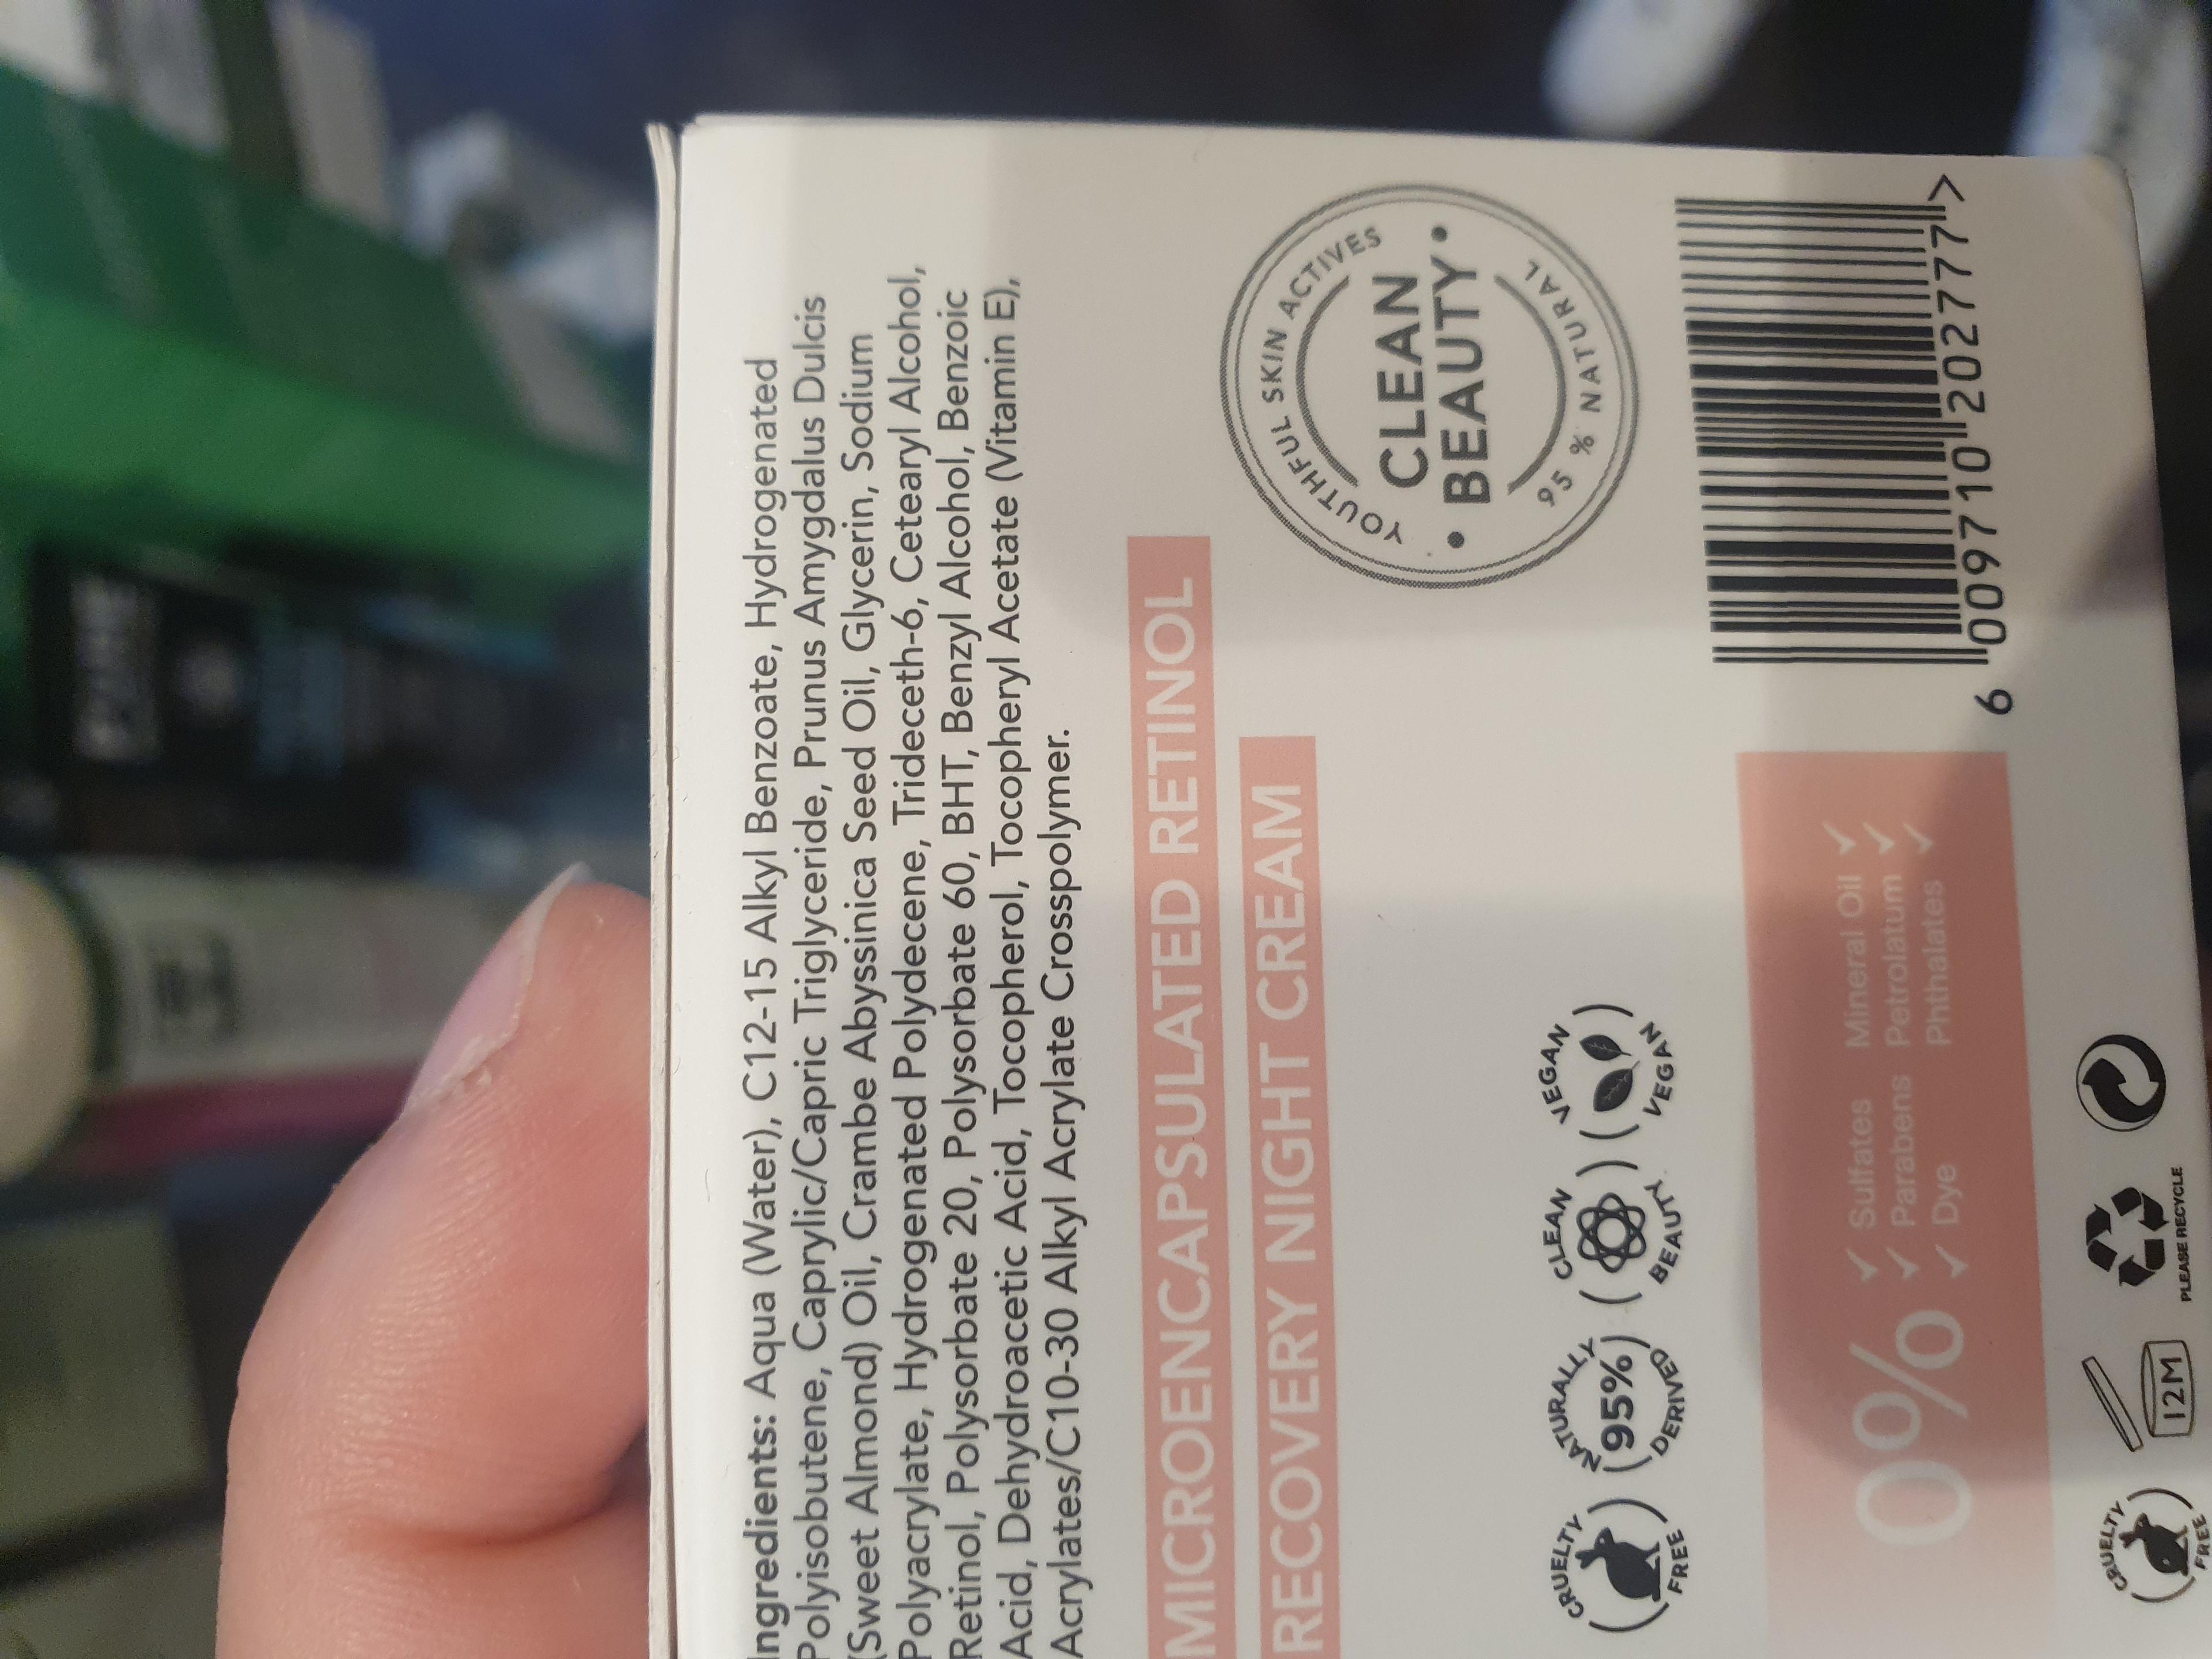 Ingredients: Aqua (Water), C12-15 Alkyl Benzoate, Hydrogenated
Polyisobutene, Caprylic/Capric Triglyceride, Prunus Amygdalus Dulcis
(Sweet Almond) Oil, Crambe Abyssinica Seed Oil, Glycerin, Sodium
Polyacrylate, Hydrogenated Polydecene, Trideceth-6, Cetearyl Alcohol,
Retinol, Polysorbate 20, Polysorbate 60, BHT, Benzyl Alcohol, Benzoic
Acid, Dehydroacetic Acid, Tocopherol, Tocopheryl Acetate (Vitamin E),
Acrylates/C10-30 Alkyl Acrylate Crosspolymer.
MICROENCAPSULATED RETINOL
RECOVERY NIGHT CREAM
YOUTHFUL SKIN ACTIVES
CLEAN
BEAUTY
95 % NATURAL
CRUELTY
FREE
NATURALLY
95%
DERIVED
CLEAN
BEAUTY
VEGAN
VEGAN
0%
Sulfates
Parabens
Dye
Mineral Oil
Petrolatum
Phthalates
6 009710 202777 >
CRUELTY
FREE
12M
PLEASE RECYCLE